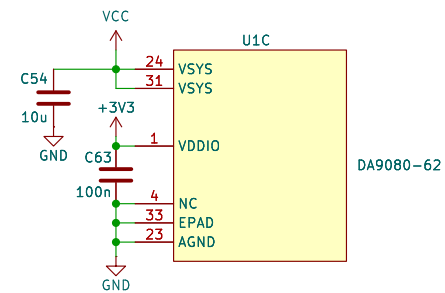 VCC
U1C
24 VSYS
C54
31 VSYS
10u
+3V3
GND
1 VDDIO
C63
DA9080-62
100n
4 NC
33 EPAD
23 AGND
GND